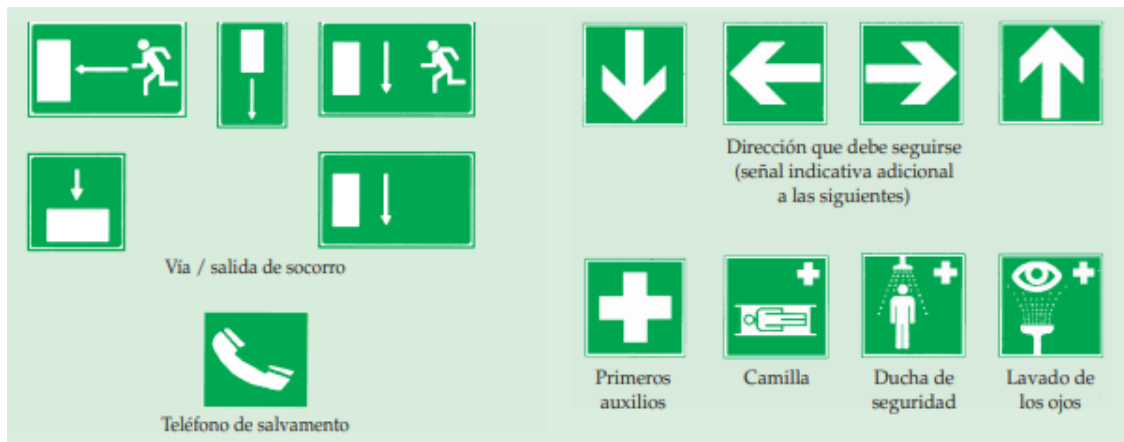 Vía / salida de socorro
Teléfono de salvamento
Dirección que debe seguirse
(señal indicativa adicional
a las siguientes)
Primeros
auxilios
Camilla
Ducha de
seguridad
Lavado de
los ojos